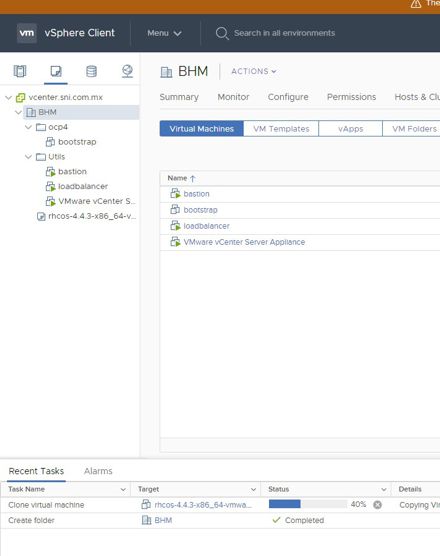 The
vm vSphere Client Menu Search in all environments
BHM ACTIONS
Summary Monitor Configure Permissions Hosts & Clu
Virtual Machines VM Templates vApps VM Folders
vcenter.sni.com.mx
BHM
ocp4
bootstrap
Utils
bastion
loadbalancer
VMware vCenter S...
rhcos-4.4.3-x86_64-v...
Name
bastion
bootstrap
loadbalancer
VMware vCenter Server Appliance
Recent Tasks Alarms
Task Name Target Status Details
Clone virtual machine rhcos-4.4.3-x86_64-vmwa... 40% Copying Vir
Create folder BHM Completed